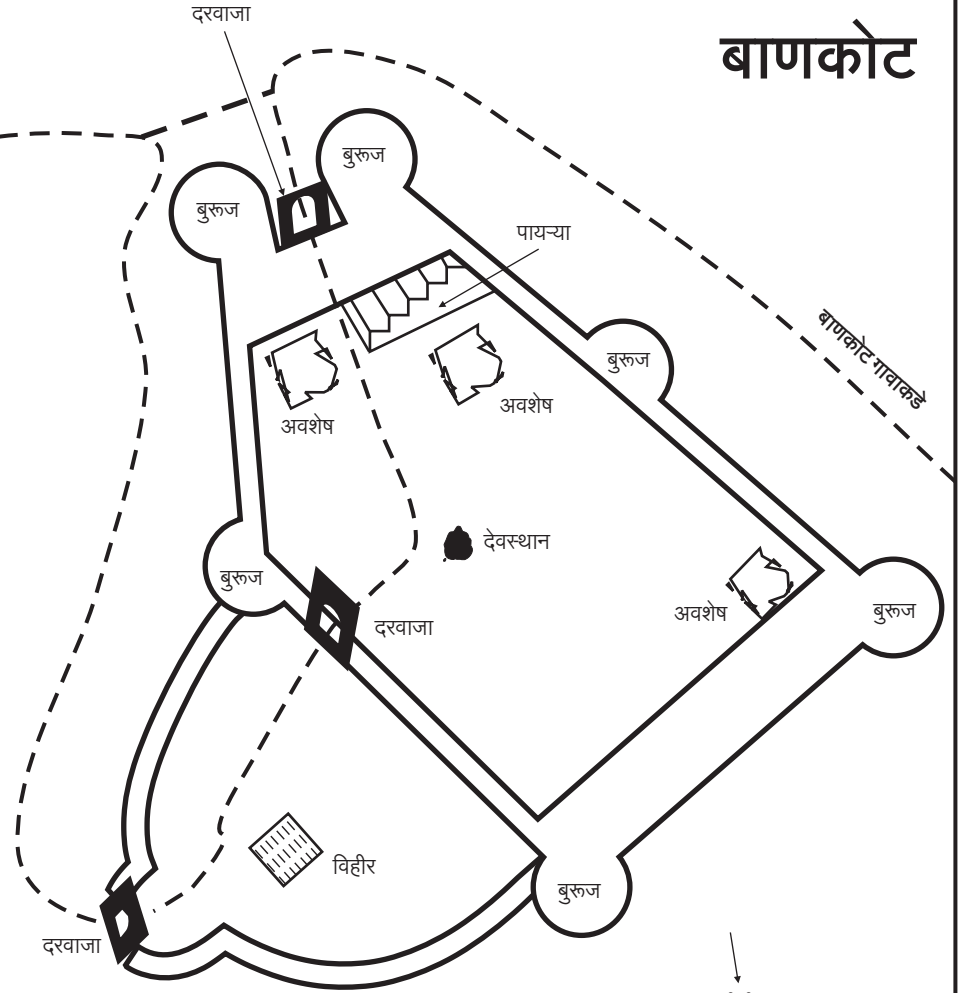 दरवाजा
बाणकोट
बुरूज
बुरूज
पायऱ्या
बाणकोट गावाकडे
बुरूज
अवशेष
अवशेष
देवस्थान
बुरूज
अवशेष
बुरूज
दरवाजा
विहीर
बुरूज
दरवाजा